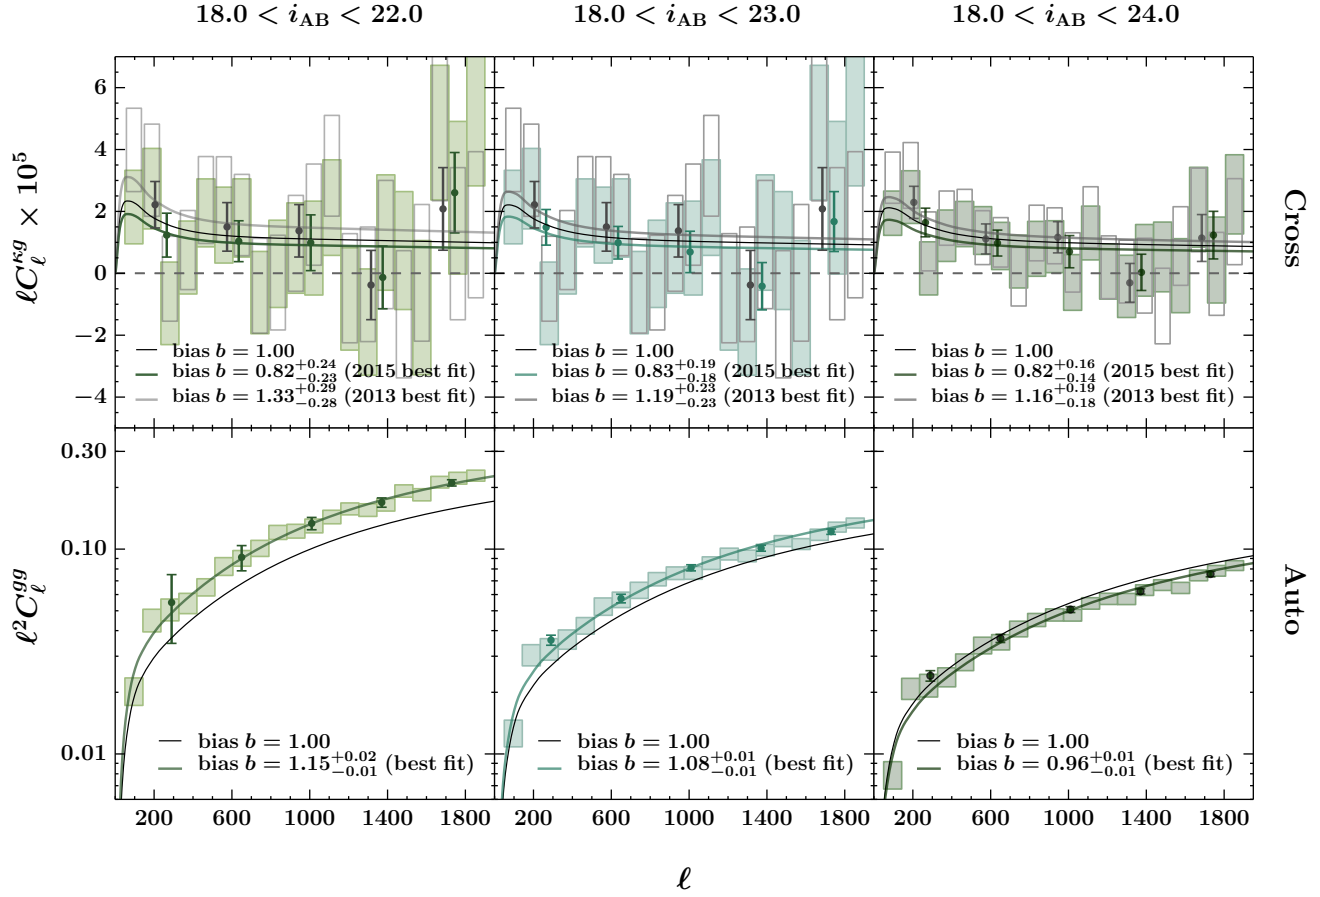 18.0 < i_AB < 22.0 18.0 < i_AB < 23.0 18.0 < i_AB < 24.0
ℓC_ℓ^{κg} × 10^5
6
4
2
0
−2
−4
bias b = 1.00
bias b = 0.82^{+0.24}_{−0.23} (2015 best fit)
bias b = 1.33^{+0.29}_{−0.28} (2013 best fit)
bias b = 1.00
bias b = 0.83^{+0.19}_{−0.18} (2015 best fit)
bias b = 1.19^{+0.23}_{−0.23} (2013 best fit)
bias b = 1.00
bias b = 0.82^{+0.16}_{−0.14} (2015 best fit)
bias b = 1.16^{+0.19}_{−0.18} (2013 best fit)
Cross
ℓ^2C_ℓ^{gg}
0.30
0.10
0.01
bias b = 1.00
bias b = 1.15^{+0.02}_{−0.01} (best fit)
bias b = 1.00
bias b = 1.08^{+0.01}_{−0.01} (best fit)
bias b = 1.00
bias b = 0.96^{+0.01}_{−0.01} (best fit)
Auto
200 600 1000 1400 1800 200 600 1000 1400 1800 200 600 1000 1400 1800
ℓ